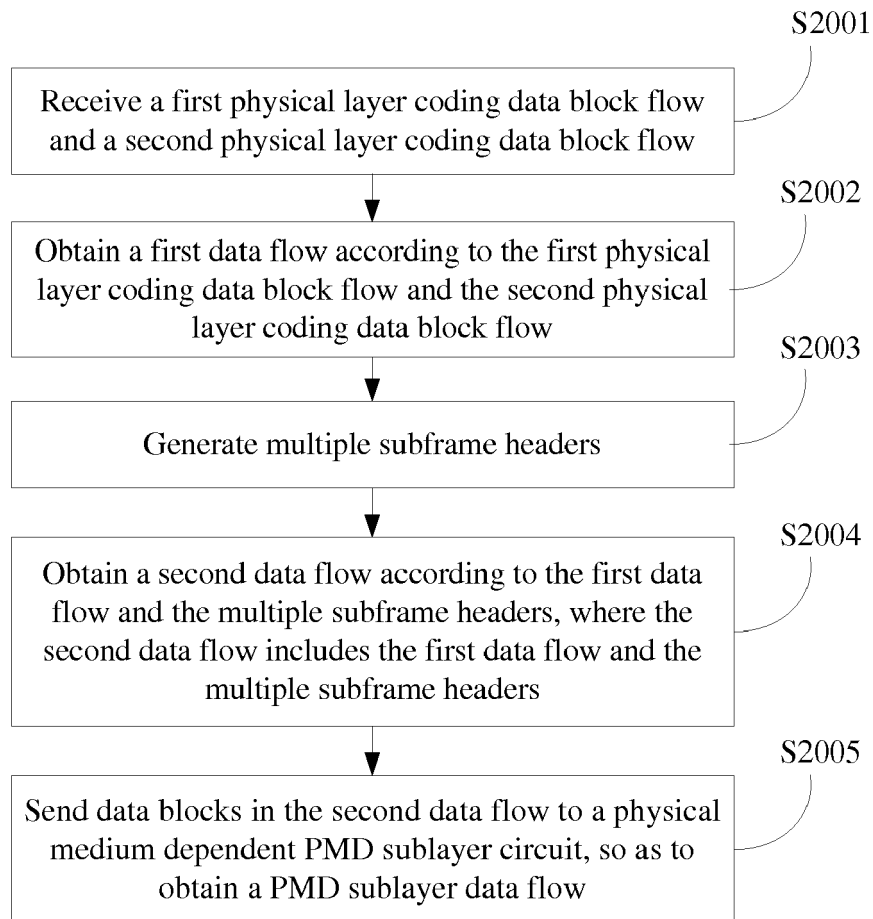 S2001
Receive a first physical layer coding data block flow
and a second physical layer coding data block flow
S2002
Obtain a first data flow according to the first physical
layer coding data block flow and the second physical
layer coding data block flow
S2003
Generate multiple subframe headers
S2004
Obtain a second data flow according to the first data
flow and the multiple subframe headers, where the
second data flow includes the first data flow and the
multiple subframe headers
S2005
Send data blocks in the second data flow to a physical
medium dependent PMD sublayer circuit, so as to
obtain a PMD sublayer data flow